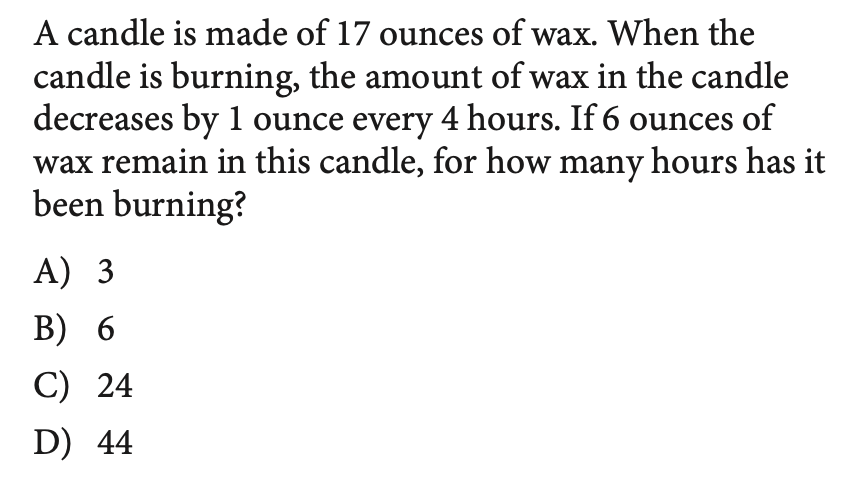 A candle is made of 17 ounces of wax. When the
candle is burning, the amount of wax in the candle
decreases by 1 ounce every 4 hours. If 6 ounces of
wax remain in this candle, for how many hours has it
been burning?
A) 3
B) 6
C) 24
D) 44